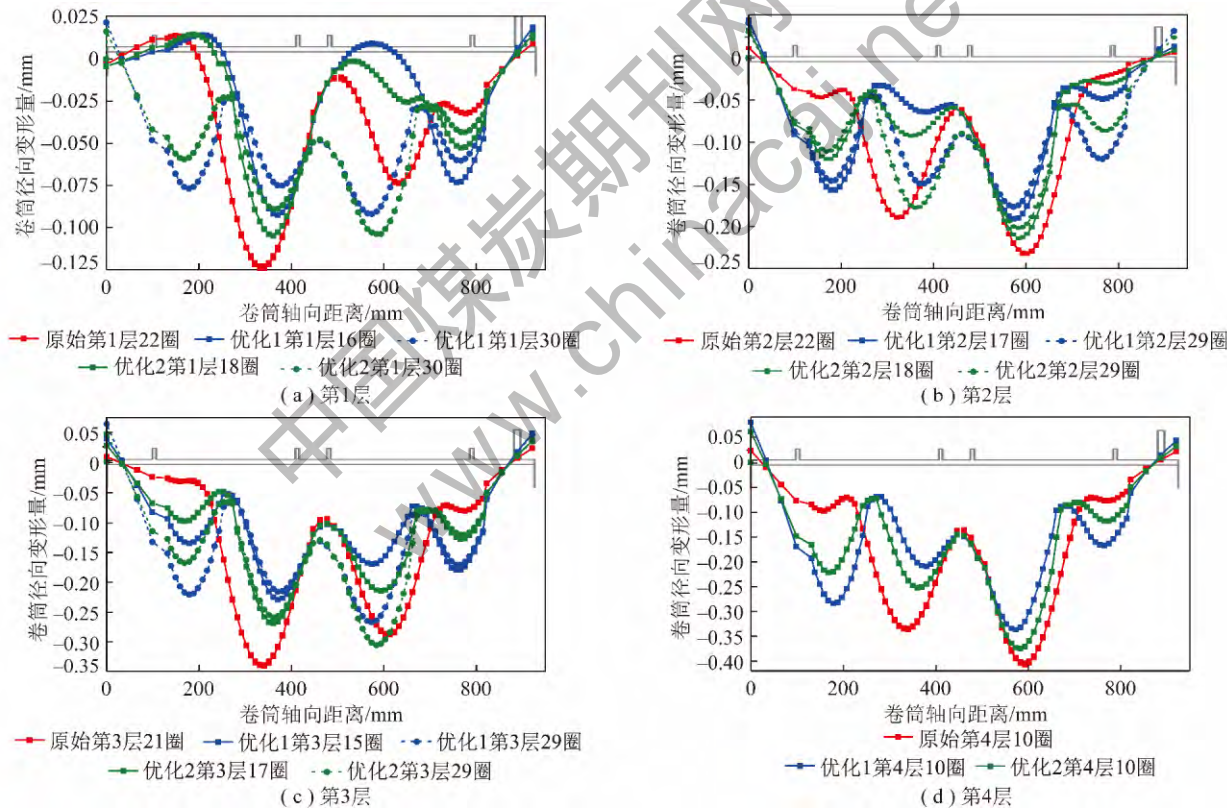 0.025
0
−0.025
−0.050
−0.075
−0.100
−0.125
卷筒径向变形量/mm
0 200 400 600 800
卷筒轴向距离/mm
原始第1层22圈 优化1第1层16圈 优化1第1层30圈
优化2第1层18圈 优化2第1层30圈
(a)第1层
0
−0.05
−0.10
−0.15
−0.20
−0.25
卷筒径向变形量/mm
0 200 400 600 800
卷筒轴向距离/mm
原始第2层22圈 优化1第2层17圈 优化1第2层29圈
优化2第2层18圈 优化2第2层29圈
(b)第2层
0.05
0
−0.05
−0.10
−0.15
−0.20
−0.25
−0.30
−0.35
卷筒径向变形量/mm
0 200 400 600 800
卷筒轴向距离/mm
原始第3层21圈 优化1第3层15圈 优化1第3层29圈
优化2第3层17圈 优化2第3层29圈
(c)第3层
0.05
0
−0.05
−0.10
−0.15
−0.20
−0.25
−0.30
−0.35
−0.40
卷筒径向变形量/mm
0 200 400 600 800
卷筒轴向距离/mm
原始第4层10圈
优化1第4层10圈 优化2第4层10圈
(d)第4层
中国煤炭期刊网
www.chinacaj.ne